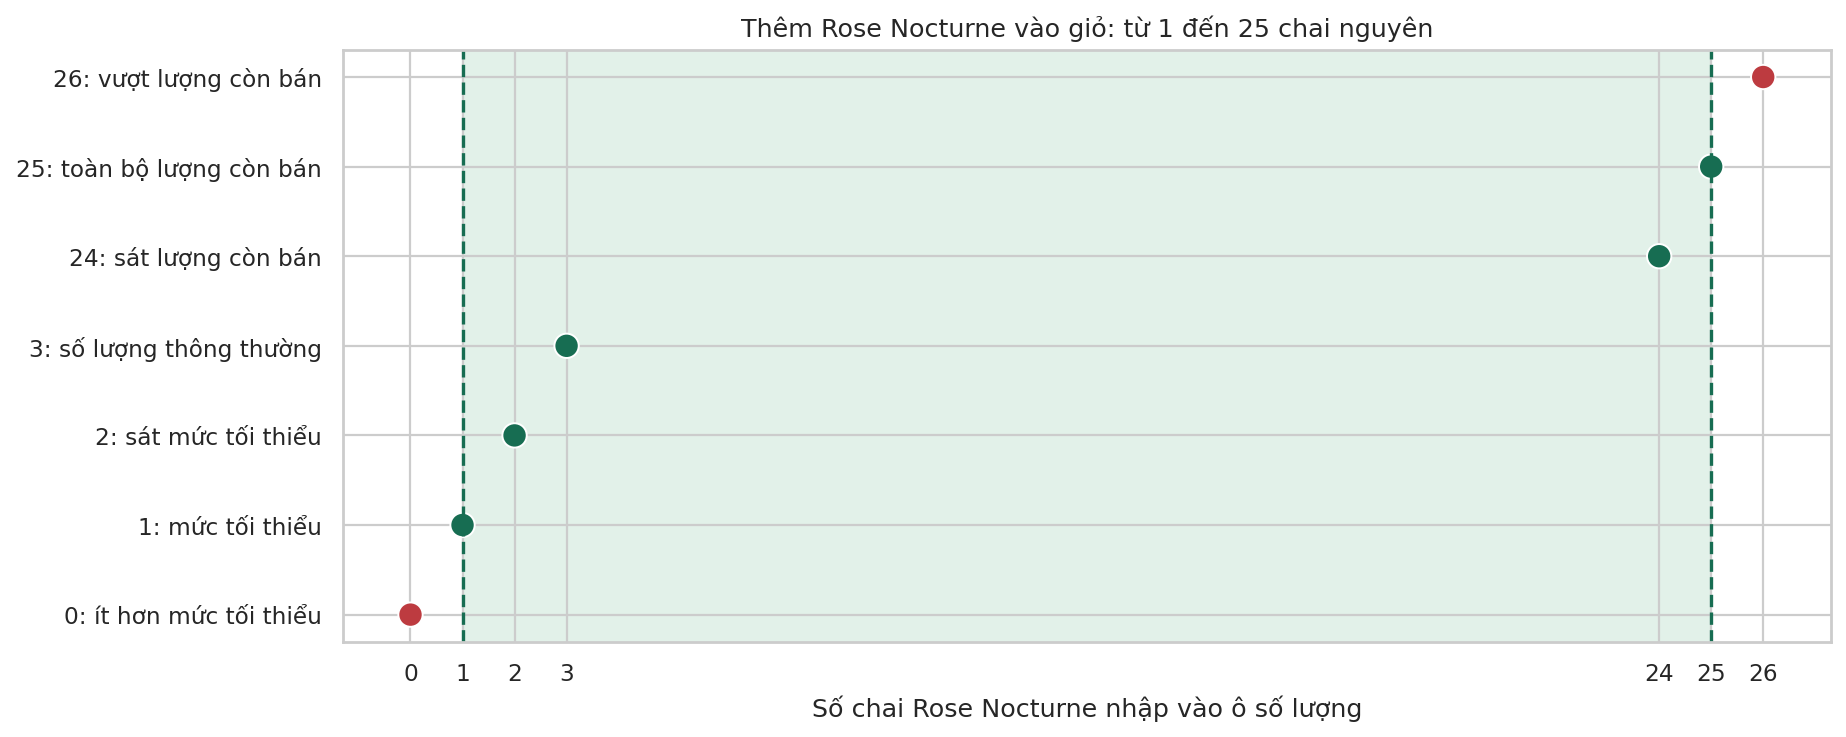 Thêm Rose Nocturne vào giỏ: từ 1 đến 25 chai nguyên
26: vượt lượng còn bán
25: toàn bộ lượng còn bán
24: sát lượng còn bán
3: số lượng thông thường
2: sát mức tối thiểu
1: mức tối thiểu
0: ít hơn mức tối thiểu
0 1 2 3 24 25 26
Số chai Rose Nocturne nhập vào ô số lượng